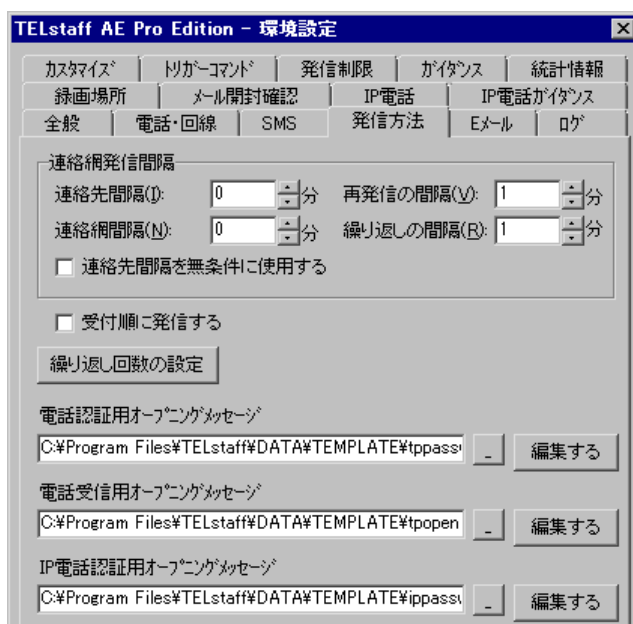 TELstaff AE Pro Edition - 環境設定
ｶｽﾀﾏｲｽﾞ ﾄﾘｶﾞｰｺﾏﾝﾄﾞ 発信制限 ｶﾞｲﾀﾞﾝｽ 統計情報
録画場所 ﾒｰﾙ開封確認 IP電話 IP電話ｶﾞｲﾀﾞﾝｽ
全般 電話・回線 SMS 発信方法 Eﾒｰﾙ ﾛｸﾞ
連絡網発信間隔
連絡先間隔(I): 0 分 再発信の間隔(V): 1 分
連絡網間隔(N): 0 分 繰り返しの間隔(R): 1 分
連絡先間隔を無条件に使用する
受付順に発信する
繰り返し回数の設定
電話認証用ｵｰﾌﾟﾆﾝｸﾞﾒｯｾｰｼﾞ
C:¥Program Files¥TELstaff¥DATA¥TEMPLATE¥tppassw _ 編集する
電話受信用ｵｰﾌﾟﾆﾝｸﾞﾒｯｾｰｼﾞ
C:¥Program Files¥TELstaff¥DATA¥TEMPLATE¥tpopen _ 編集する
IP電話認証用ｵｰﾌﾟﾆﾝｸﾞﾒｯｾｰｼﾞ
C:¥Program Files¥TELstaff¥DATA¥TEMPLATE¥ippassw _ 編集する